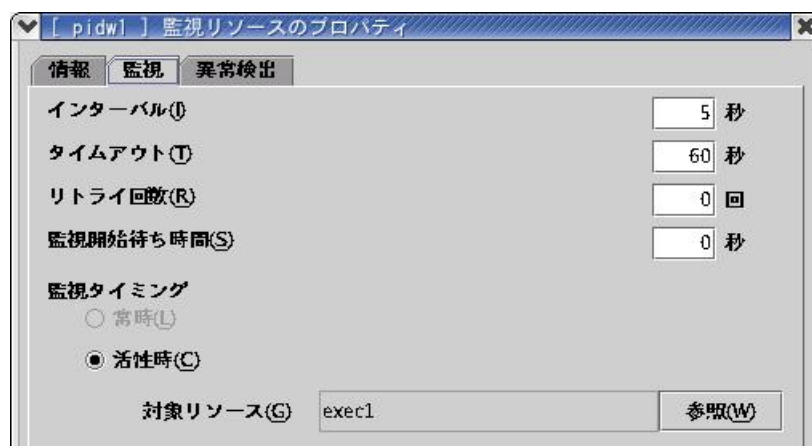 [ pidw1 ] 監視リソースのプロパティ
情報 監視 異常検出
インターバル(I) 5 秒
タイムアウト(T) 60 秒
リトライ回数(R) 0 回
監視開始待ち時間(S) 0 秒
監視タイミング
常時(L)
活性時(C)
対象リソース(G) exec1 参照(W)